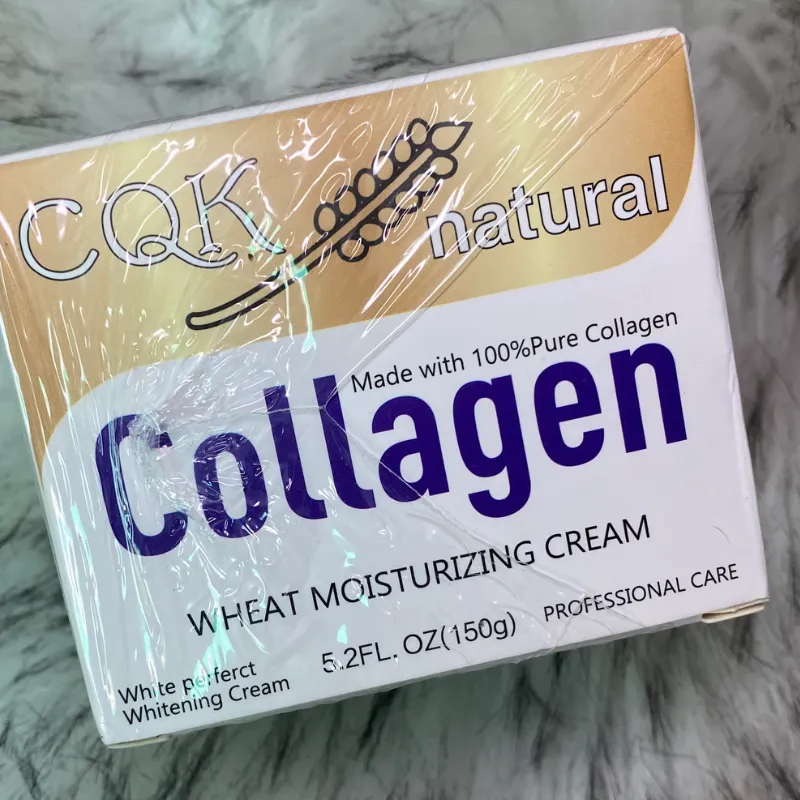 CQK natural
Made with 100%Pure Collagen
Collagen
WHEAT MOISTURIZING CREAM
White perferct
Whitening Cream
5.2FL. OZ(150g)
PROFESSIONAL CARE